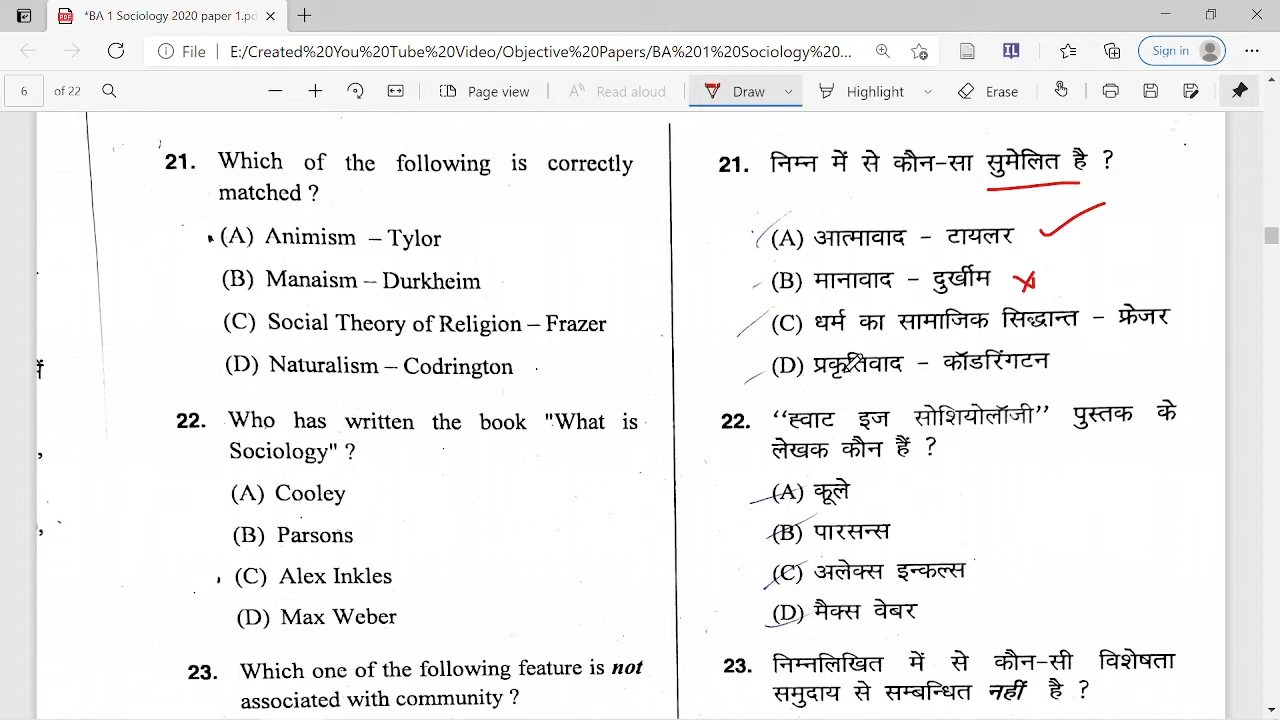 *BA 1 Sociology 2020 paper 1.pd
File
E:/Created%20You%20Tube%20Video/Objective%20Papers/BA%201%20Sociology%20...
Sign in
6 of 22
Page view
Read aloud
Draw
Highlight
Erase
21. Which of the following is correctly
matched ?
(A) Animism – Tylor
(B) Manaism – Durkheim
(C) Social Theory of Religion – Frazer
(D) Naturalism – Codrington
22. Who has written the book "What is
Sociology" ?
(A) Cooley
(B) Parsons
(C) Alex Inkles
(D) Max Weber
23. Which one of the following feature is not
associated with community ?
21. निम्न में से कौन-सा सुमेलित है ?
(A) आत्मावाद – टायलर
(B) मानावाद – दुर्खीम
(C) धर्म का सामाजिक सिद्धान्त – फ्रेजर
(D) प्रकृतिवाद – कॉडरिंगटन
22. ‘‘ह्वाट इज सोशियोलॉजी’’ पुस्तक के
लेखक कौन हैं ?
(A) कूले
(B) पारसन्स
(C) अलेक्स इन्कल्स
(D) मैक्स वेबर
23. निम्नलिखित में से कौन-सी विशेषता
समुदाय से सम्बन्धित नहीं है ?